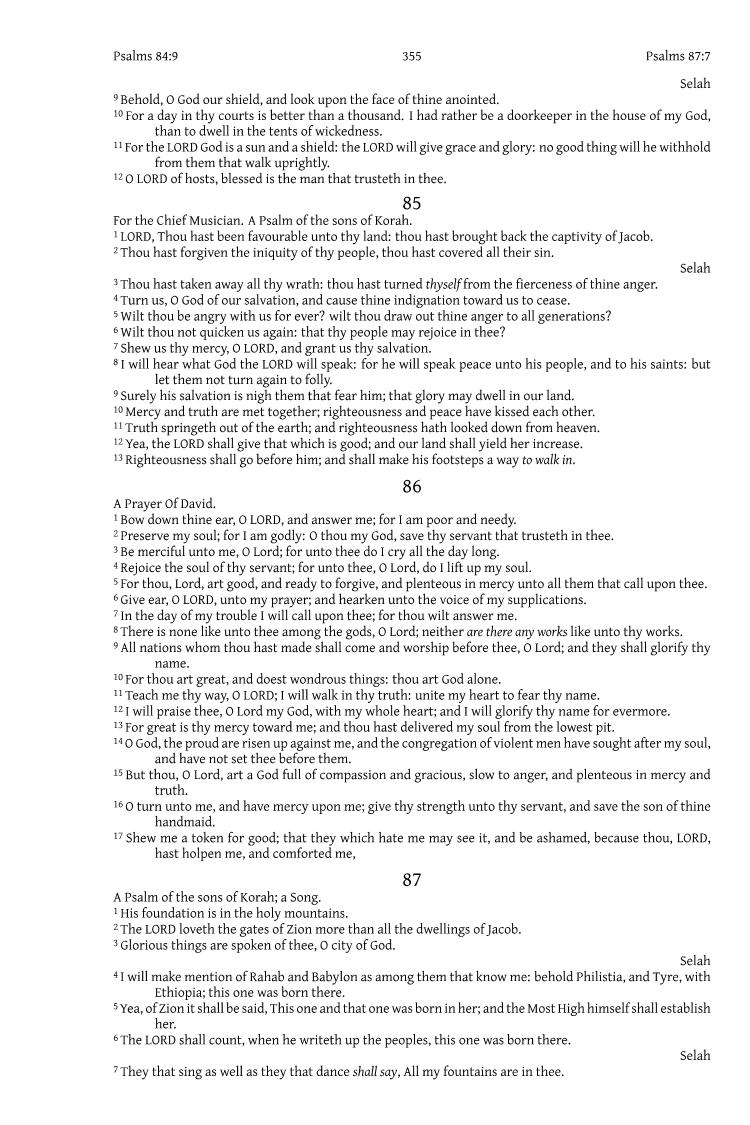 Psalms 84:9 355 Psalms 87:7
Selah
9 Behold, O God our shield, and look upon the face of thine anointed.
10 For a day in thy courts is better than a thousand. I had rather be a doorkeeper in the house of my God,
than to dwell in the tents of wickedness.
11 For the LORD God is a sun and a shield: the LORD will give grace and glory: no good thing will he withhold
from them that walk uprightly.
12 O LORD of hosts, blessed is the man that trusteth in thee.
85
For the Chief Musician. A Psalm of the sons of Korah.
1 LORD, Thou hast been favourable unto thy land: thou hast brought back the captivity of Jacob.
2 Thou hast forgiven the iniquity of thy people, thou hast covered all their sin.
Selah
3 Thou hast taken away all thy wrath: thou hast turned thyself from the fierceness of thine anger.
4 Turn us, O God of our salvation, and cause thine indignation toward us to cease.
5 Wilt thou be angry with us for ever? wilt thou draw out thine anger to all generations?
6 Wilt thou not quicken us again: that thy people may rejoice in thee?
7 Shew us thy mercy, O LORD, and grant us thy salvation.
8 I will hear what God the LORD will speak: for he will speak peace unto his people, and to his saints: but
let them not turn again to folly.
9 Surely his salvation is nigh them that fear him; that glory may dwell in our land.
10 Mercy and truth are met together; righteousness and peace have kissed each other.
11 Truth springeth out of the earth; and righteousness hath looked down from heaven.
12 Yea, the LORD shall give that which is good; and our land shall yield her increase.
13 Righteousness shall go before him; and shall make his footsteps a way to walk in.
86
A Prayer Of David.
1 Bow down thine ear, O LORD, and answer me; for I am poor and needy.
2 Preserve my soul; for I am godly: O thou my God, save thy servant that trusteth in thee.
3 Be merciful unto me, O Lord; for unto thee do I cry all the day long.
4 Rejoice the soul of thy servant; for unto thee, O Lord, do I lift up my soul.
5 For thou, Lord, art good, and ready to forgive, and plenteous in mercy unto all them that call upon thee.
6 Give ear, O LORD, unto my prayer; and hearken unto the voice of my supplications.
7 In the day of my trouble I will call upon thee; for thou wilt answer me.
8 There is none like unto thee among the gods, O Lord; neither are there any works like unto thy works.
9 All nations whom thou hast made shall come and worship before thee, O Lord; and they shall glorify thy
name.
10 For thou art great, and doest wondrous things: thou art God alone.
11 Teach me thy way, O LORD; I will walk in thy truth: unite my heart to fear thy name.
12 I will praise thee, O Lord my God, with my whole heart; and I will glorify thy name for evermore.
13 For great is thy mercy toward me; and thou hast delivered my soul from the lowest pit.
14 O God, the proud are risen up against me, and the congregation of violent men have sought after my soul,
and have not set thee before them.
15 But thou, O Lord, art a God full of compassion and gracious, slow to anger, and plenteous in mercy and
truth.
16 O turn unto me, and have mercy upon me; give thy strength unto thy servant, and save the son of thine
handmaid.
17 Shew me a token for good; that they which hate me may see it, and be ashamed, because thou, LORD,
hast holpen me, and comforted me,
87
A Psalm of the sons of Korah; a Song.
1 His foundation is in the holy mountains.
2 The LORD loveth the gates of Zion more than all the dwellings of Jacob.
3 Glorious things are spoken of thee, O city of God.
Selah
4 I will make mention of Rahab and Babylon as among them that know me: behold Philistia, and Tyre, with
Ethiopia; this one was born there.
5 Yea, of Zion it shall be said, This one and that one was born in her; and the Most High himself shall establish
her.
6 The LORD shall count, when he writeth up the peoples, this one was born there.
Selah
7 They that sing as well as they that dance shall say, All my fountains are in thee.